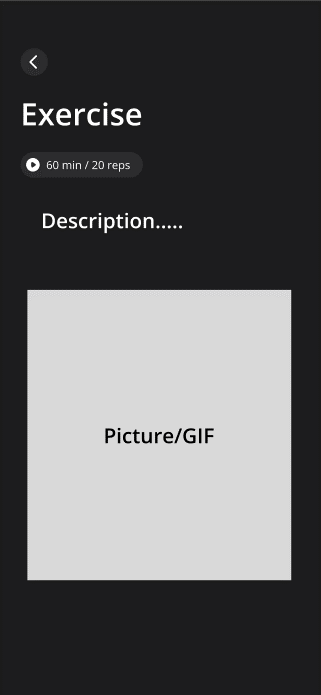 Exercise
60 min / 20 reps
Description.....
Picture/GIF